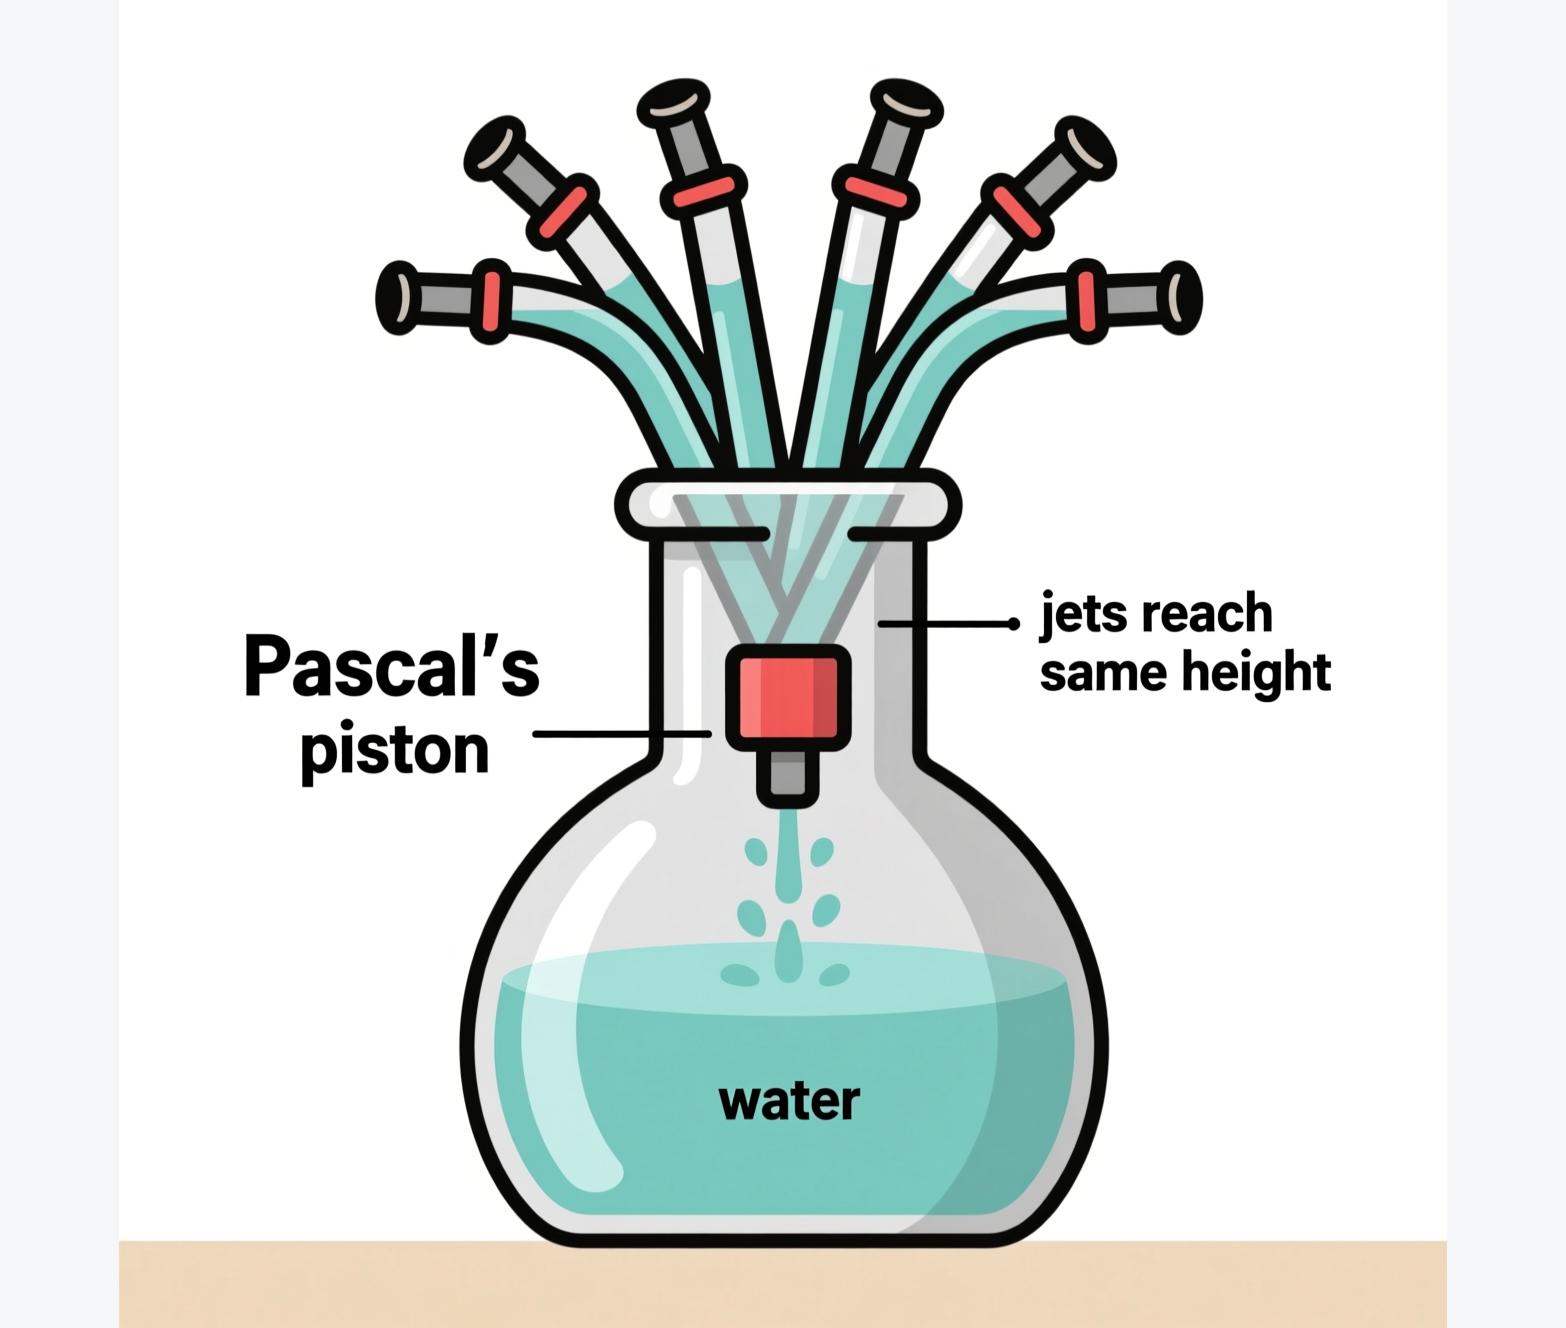 Pascal’s
piston
jets reach
same height
water